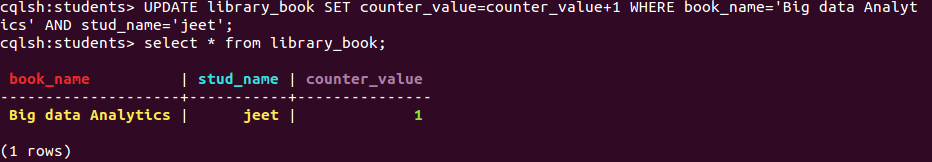 cqlsh:students> UPDATE library_book SET counter_value=counter_value+1 WHERE book_name='Big data Analyt
ics' AND stud_name='jeet';
cqlsh:students> select * from library_book;
book_name | stud_name | counter_value
--------------------+-----------+---------------
Big data Analytics | jeet | 1
(1 rows)